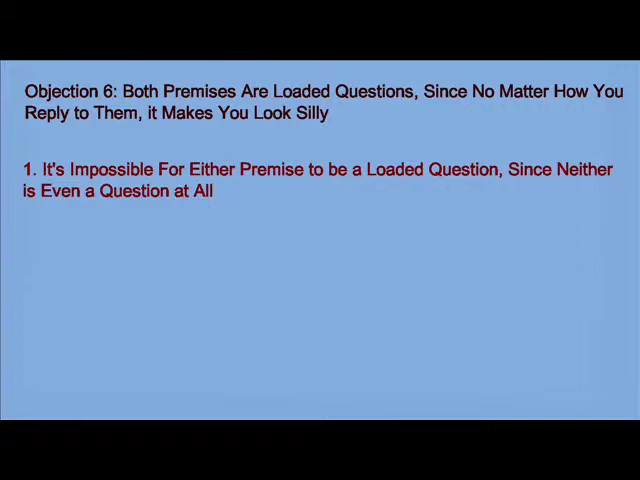 Objection 6: Both Premises Are Loaded Questions, Since No Matter How You
Reply to Them, it Makes You Look Silly
1. It's Impossible For Either Premise to be a Loaded Question, Since Neither
is Even a Question at All